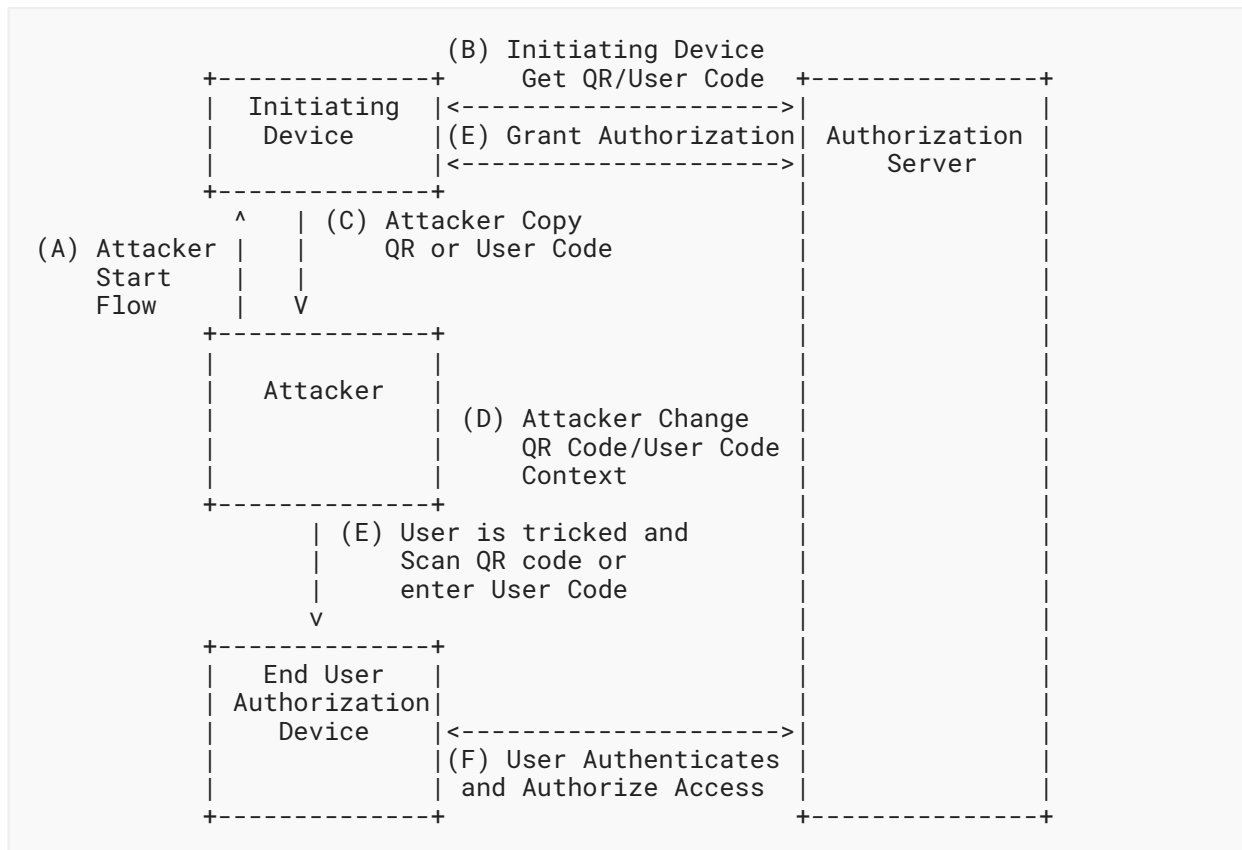 (B) Initiating Device
Get QR/User Code
Initiating
Device
(E) Grant Authorization
Authorization
Server
(C) Attacker Copy
QR or User Code
(A) Attacker
Start
Flow
Attacker
(D) Attacker Change
QR Code/User Code
Context
(E) User is tricked and
Scan QR code or
enter User Code
End User
Authorization
Device
(F) User Authenticates
and Authorize Access